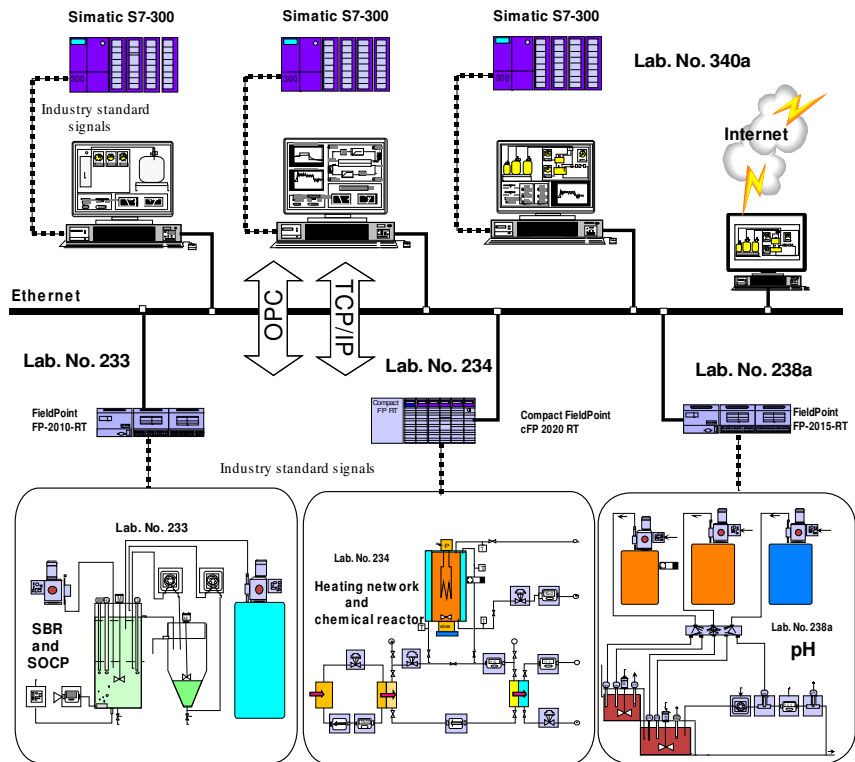 Simatic S7-300
Simatic S7-300
Simatic S7-300
Lab. No. 340a
300
300
300
Industry standard
signals
Internet
Ethernet
OPC
TCP/IP
Lab. No. 233
Lab. No. 234
Lab. No. 238a
FieldPoint
FP-2010-RT
Compact
FP RT
Compact FieldPoint
cFP 2020 RT
FieldPoint
FP-2015-RT
Industry standard signals
Lab. No. 233
SBR
and
SOCP
Lab. No. 234
Heating network
and
chemical reactor
P
T
T
T
Lab. No. 238a
pH